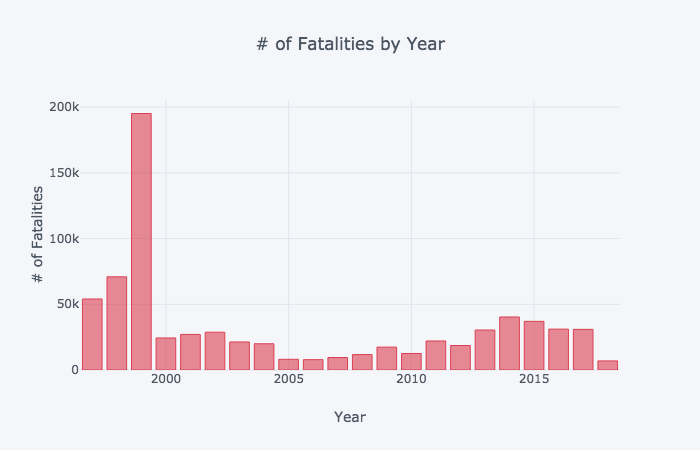 # of Fatalities by Year
# of Fatalities
200k
150k
100k
50k
0
2000
2005
2010
2015
Year